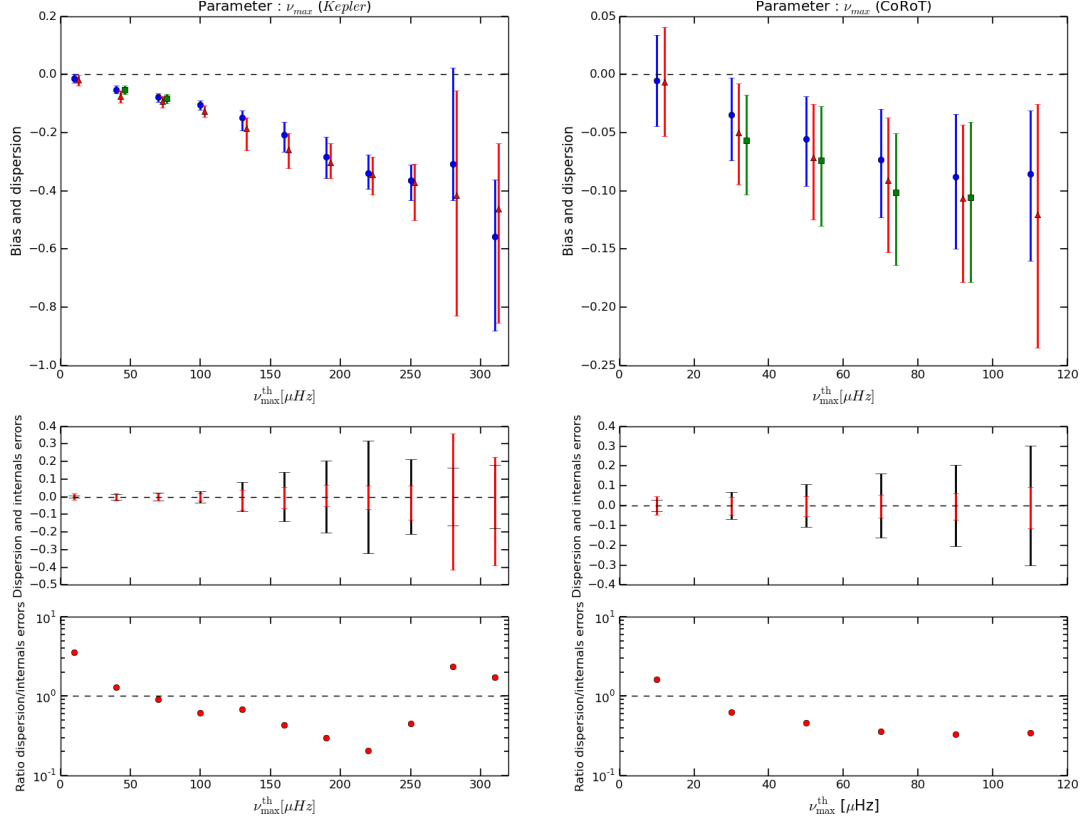 Parameter : ν_max (Kepler)
0.2
0.0
−0.2
−0.4
−0.6
−0.8
−1.0
Bias and dispersion
0 50 100 150 200 250 300
ν_max^th[μHz]
Parameter : ν_max (CoRoT)
0.05
0.00
−0.05
−0.10
−0.15
−0.20
−0.25
Bias and dispersion
0 20 40 60 80 100 120
ν_max^th[μHz]
0.4
0.3
0.2
0.1
0.0
−0.1
−0.2
−0.3
−0.4
−0.5
Dispersion and internals errors
0.4
0.3
0.2
0.1
0.0
−0.1
−0.2
−0.3
−0.4
Dispersion and internals errors
10^1
10^0
10^-1
Ratio dispersion/internals errors
0 50 100 150 200 250 300
ν_max^th[μHz]
10^1
10^0
10^-1
Ratio dispersion/internals errors
0 20 40 60 80 100 120
ν_max^th [μHz]